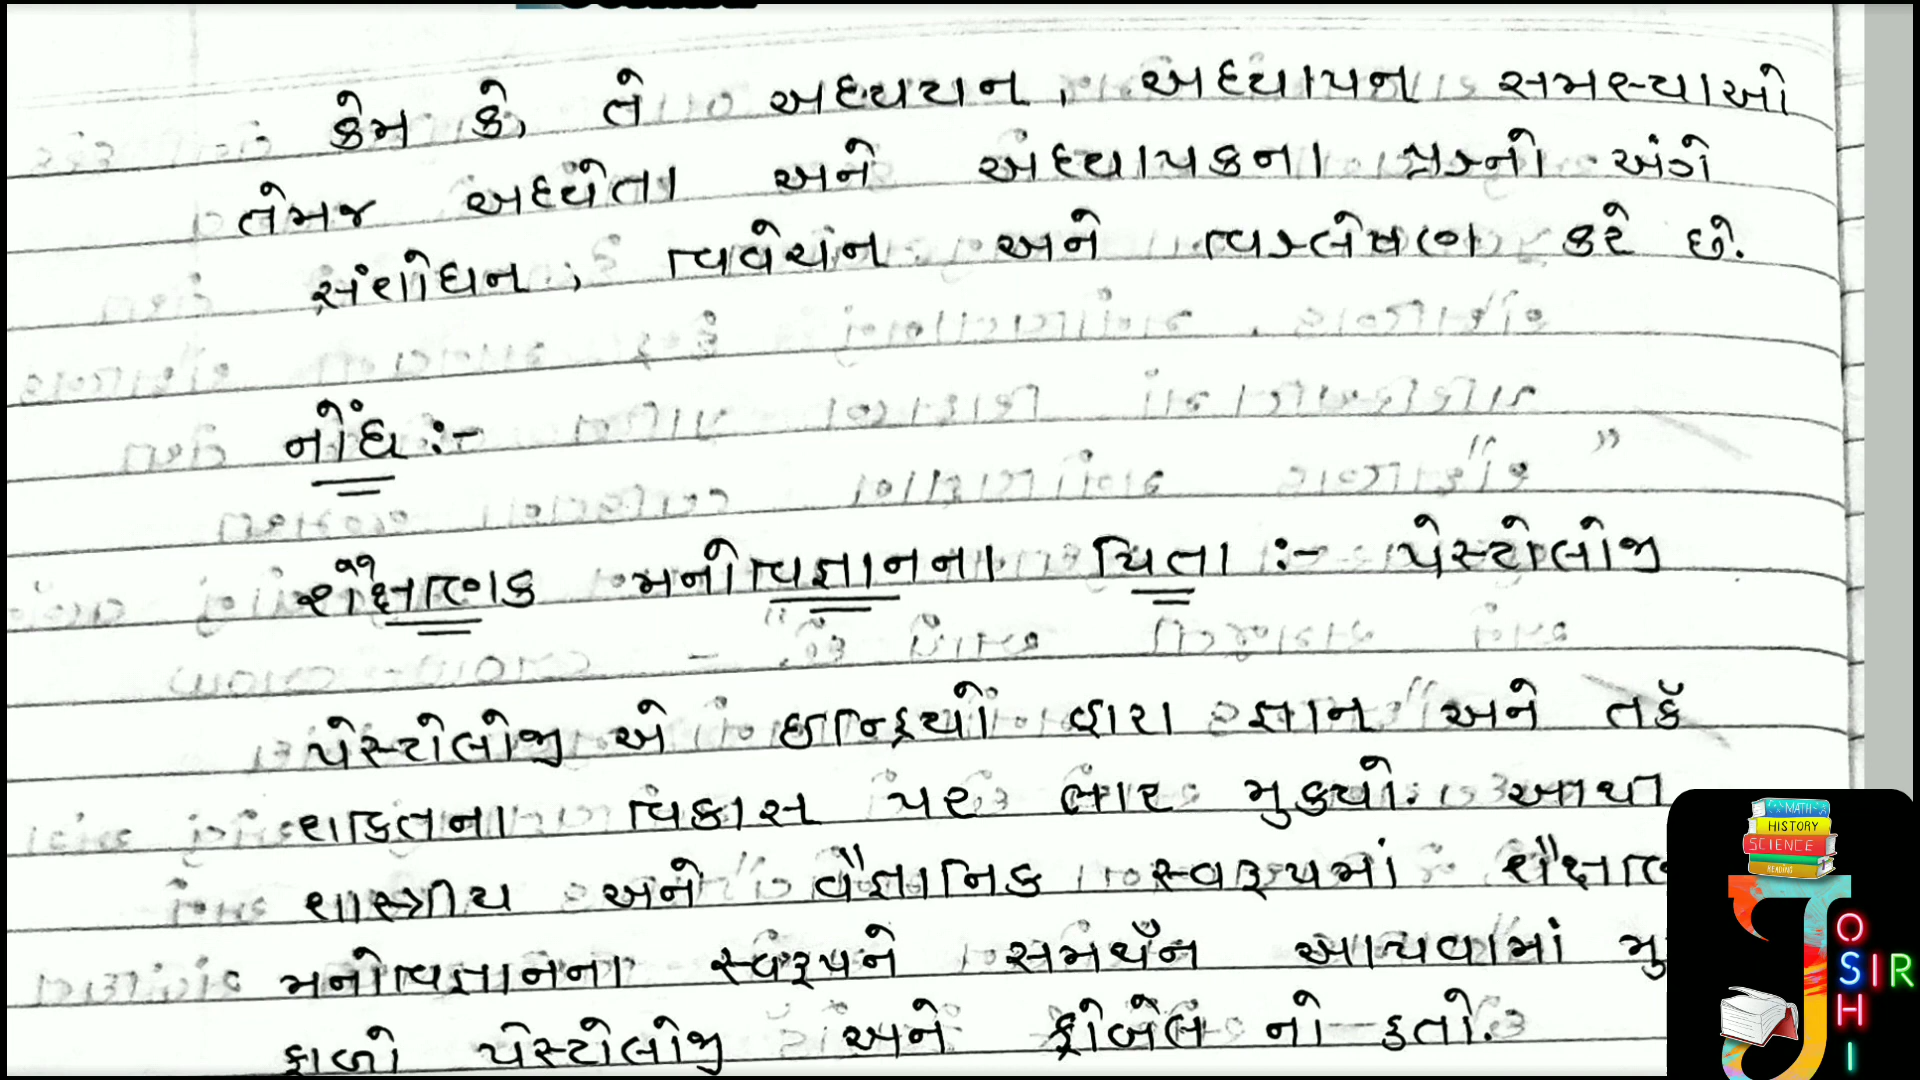 કેમ કે, તે અધ્યયન, અધ્યાપન સમસ્યાઓ
તેમજ અધ્યેતા અને અધ્યાપકના પ્રશ્નો અંગે
સંશોધન, વિવેચન અને વિશ્લેષણ કરે છે.
નોંધ :-
શૈક્ષણિક મનોવિજ્ઞાનના પિતા :- પેસ્ટોલોજી
પેસ્ટોલોજી એ ઇન્દ્રિયો દ્વારા જ્ઞાન અને તર્ક
શક્તિના વિકાસ પર ભાર મુક્યો. આથી
શાસ્ત્રીય અને વૈજ્ઞાનિક સ્વરૂપમાં
મનોવિજ્ઞાનના સ્વરૂપને સમર્થન આપવામાં
ફાળો પેસ્ટોલોજી અને ફ્રોબેલ નો હતો.
MATH
HISTORY
SCIENCE
READING
JOSHI
SIR